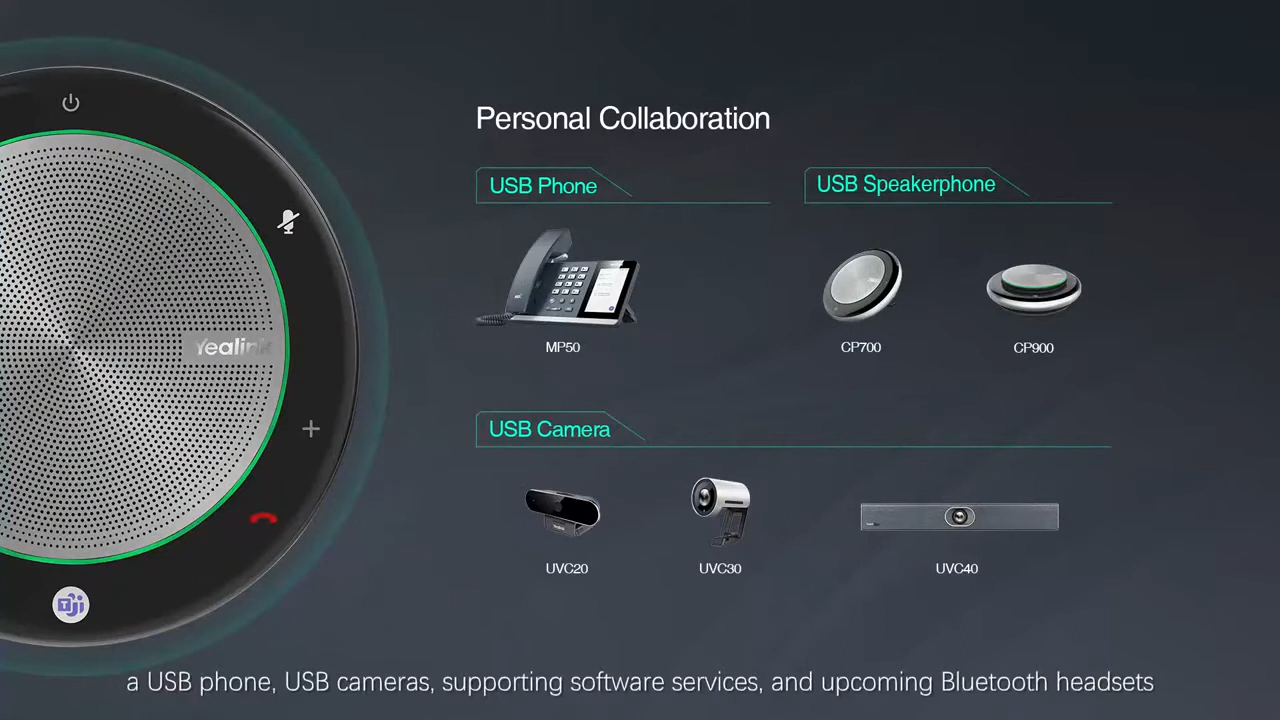 Personal Collaboration
USB Phone
USB Speakerphone
MP50
CP700
CP900
Yealink
USB Camera
UVC20
UVC30
UVC40
a USB phone, USB cameras, supporting software services, and upcoming Bluetooth headsets